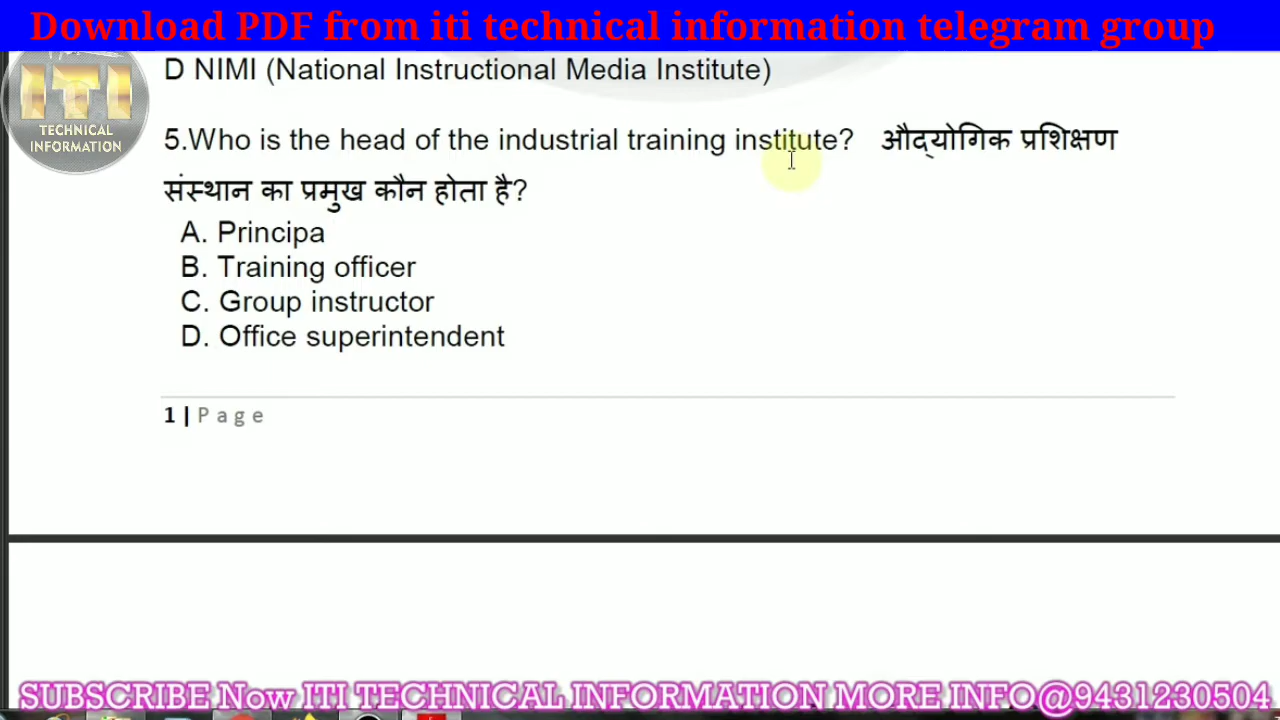 Download PDF from iti technical information telegram group
D NIMI (National Instructional Media Institute)
ITI
TECHNICAL
INFORMATION
5.Who is the head of the industrial training institute? औद्योगिक प्रशिक्षण
संस्थान का प्रमुख कौन होता है?
A. Principa
B. Training officer
C. Group instructor
D. Office superintendent
1 | Page
SUBSCRIBE Now ITI TECHNICAL INFORMATION MORE INFO@9431230504